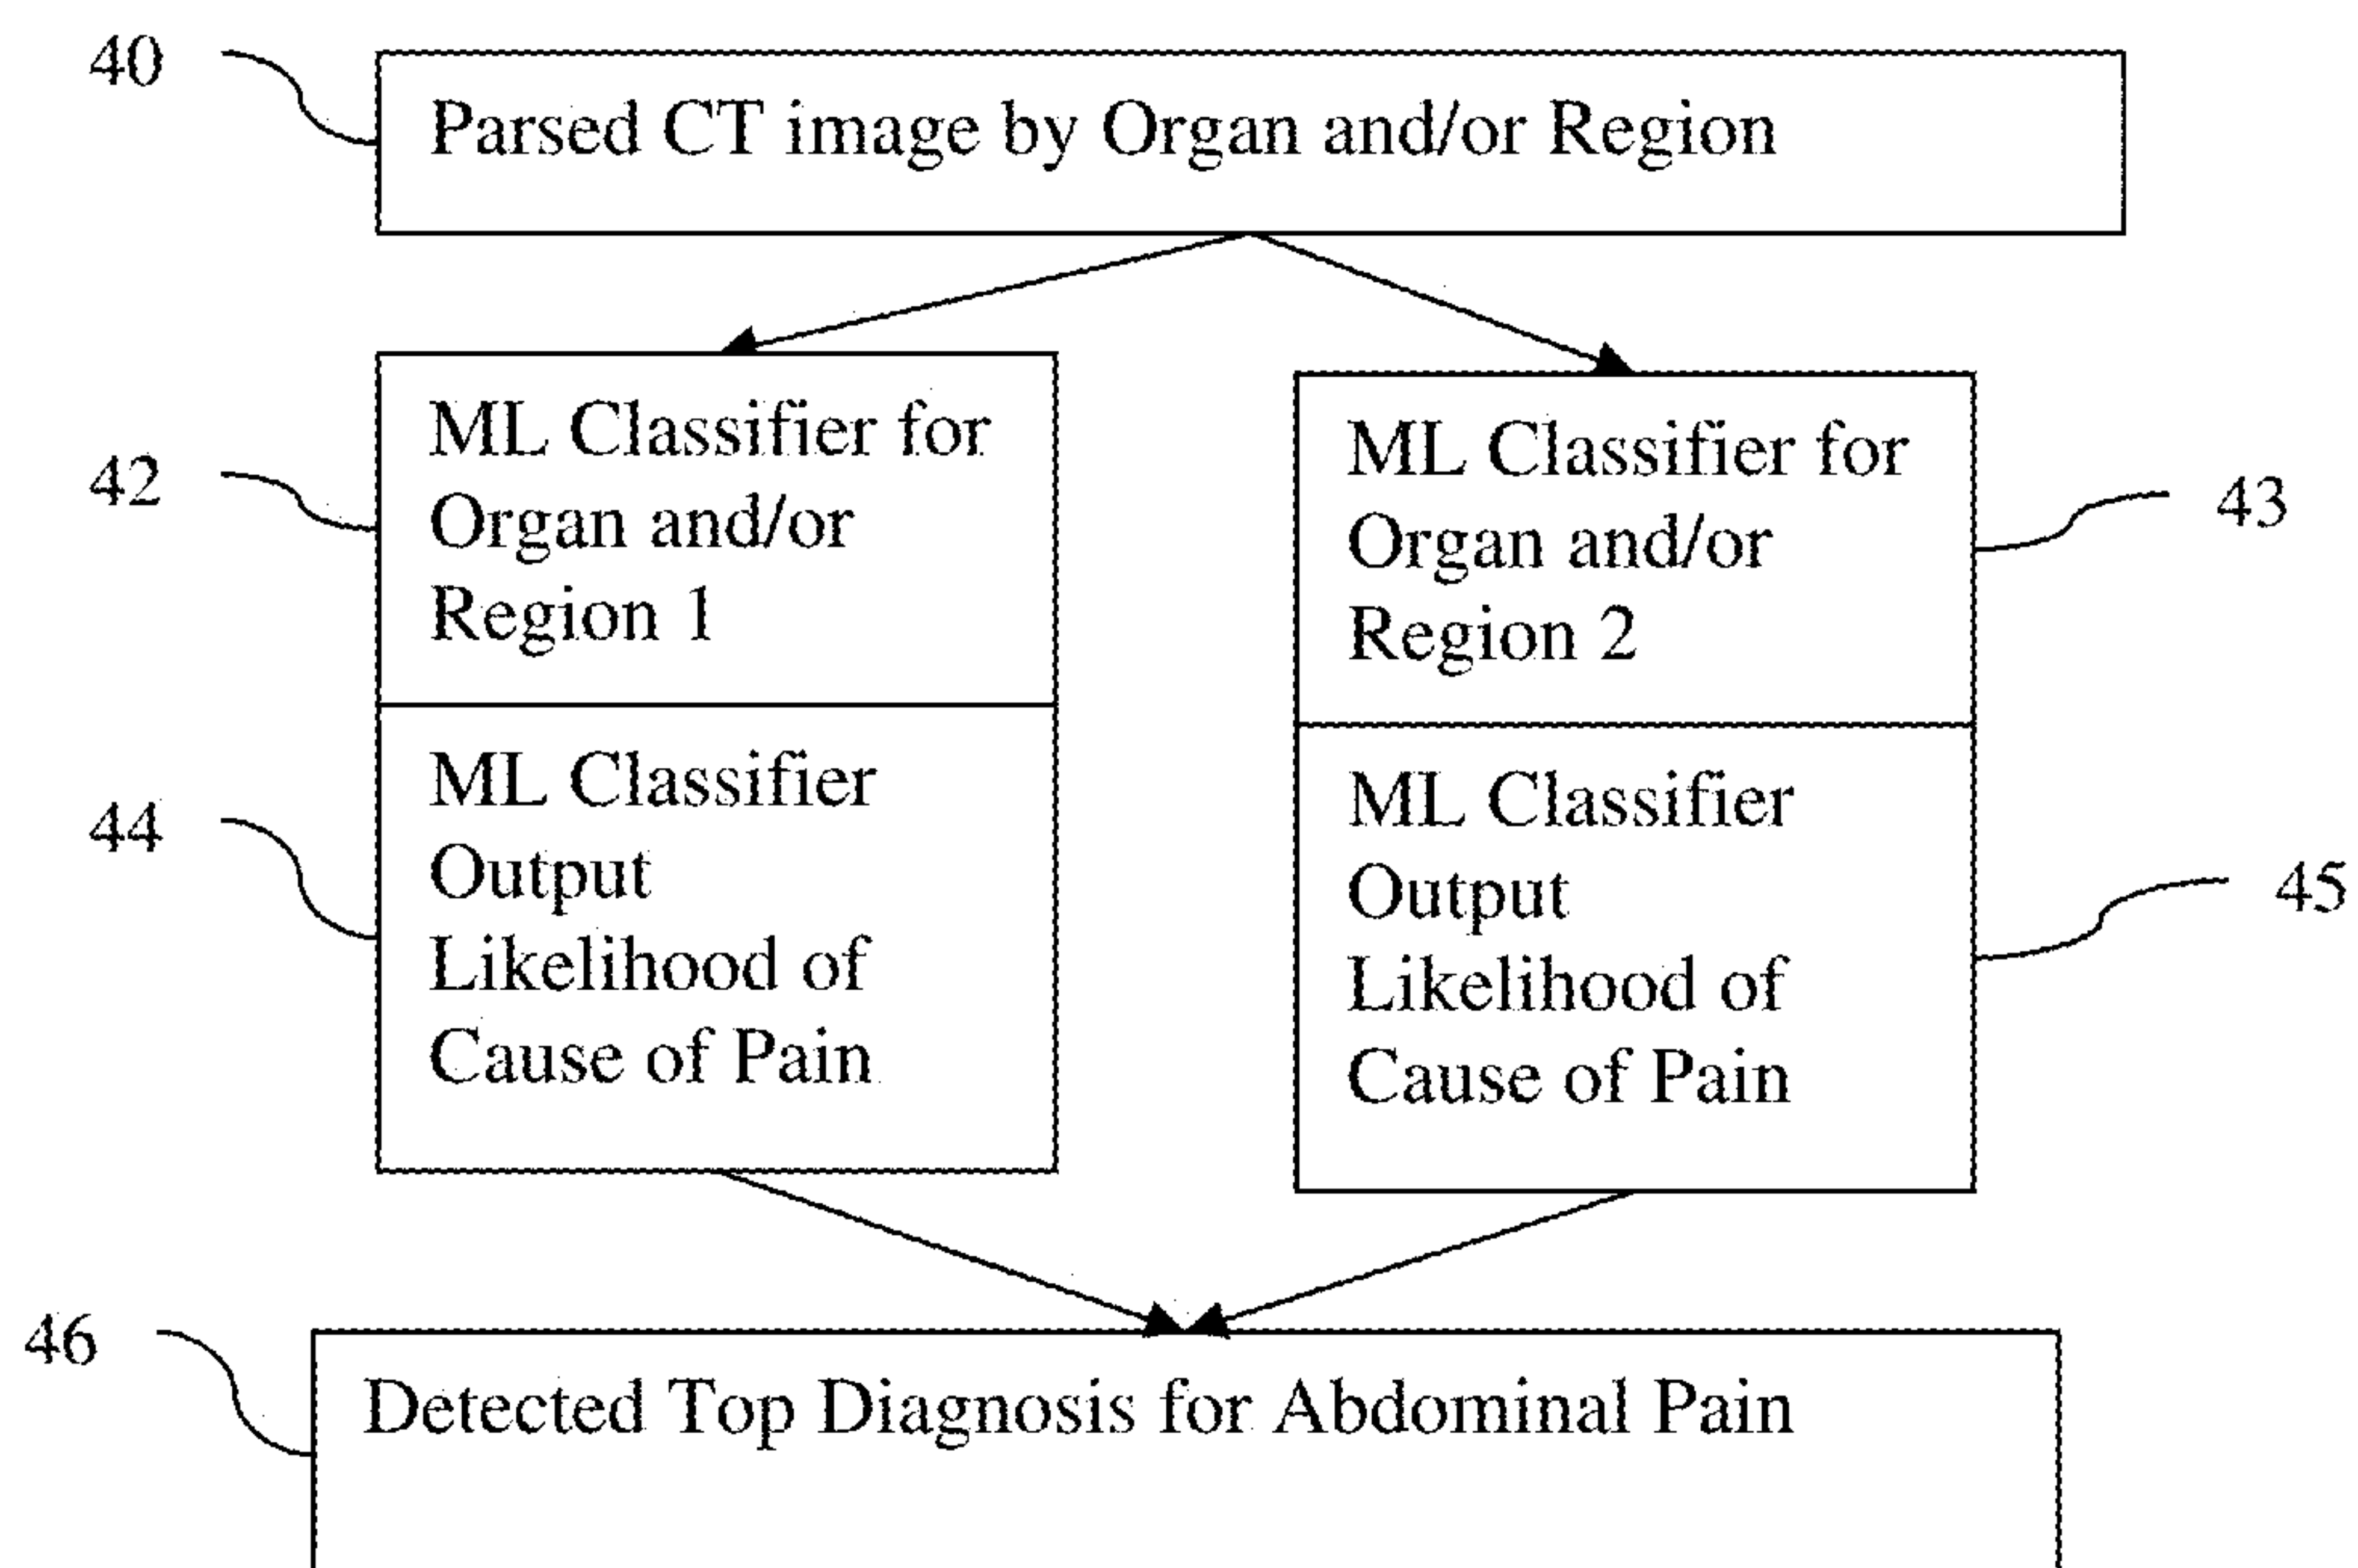 40
Parsed CT image by Organ and/or Region
42
ML Classifier for
Organ and/or
Region 1
ML Classifier for
Organ and/or
Region 2
43
44
ML Classifier
Output
Likelihood of
Cause of Pain
ML Classifier
Output
Likelihood of
Cause of Pain
45
46
Detected Top Diagnosis for Abdominal Pain